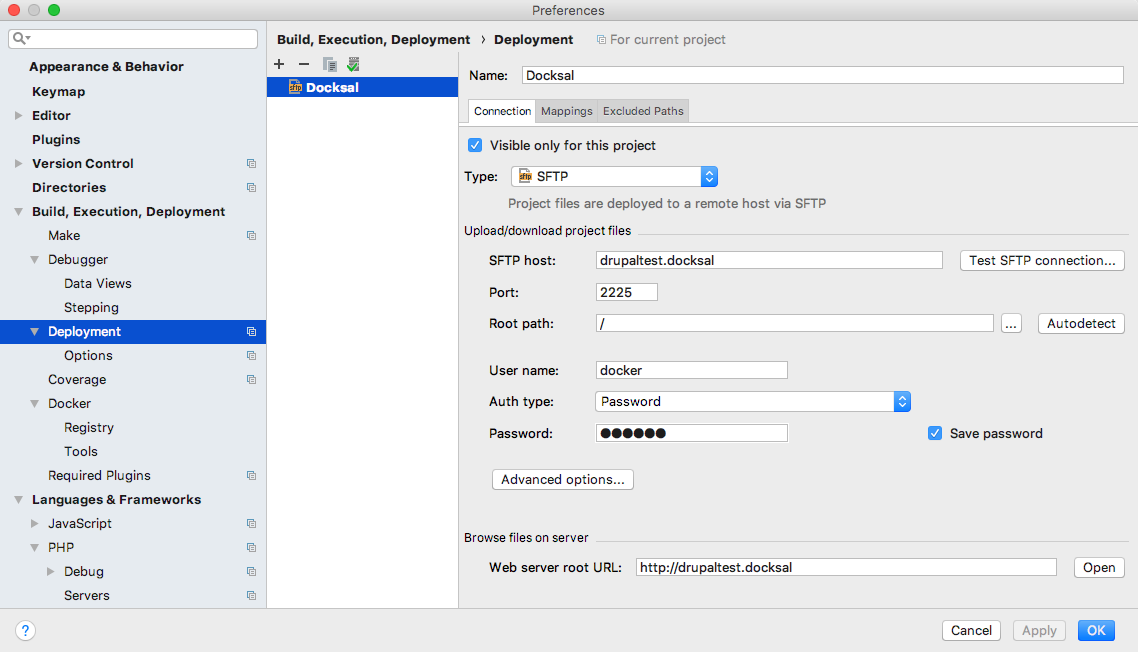 Preferences
Appearance & Behavior
Keymap
Editor
Plugins
Version Control
Directories
Build, Execution, Deployment
Make
Debugger
Data Views
Stepping
Deployment
Options
Coverage
Docker
Registry
Tools
Required Plugins
Languages & Frameworks
JavaScript
PHP
Debug
Servers
?
Build, Execution, Deployment › Deployment For current project
+ −
sftp Docksal
Name: Docksal
Connection Mappings Excluded Paths
Visible only for this project
Type: sftp SFTP
Project files are deployed to a remote host via SFTP
Upload/download project files
SFTP host: drupaltest.docksal Test SFTP connection...
Port: 2225
Root path: / ... Autodetect
User name: docker
Auth type: Password
Password: ●●●●●● Save password
Advanced options...
Browse files on server
Web server root URL: http://drupaltest.docksal Open
Cancel Apply OK